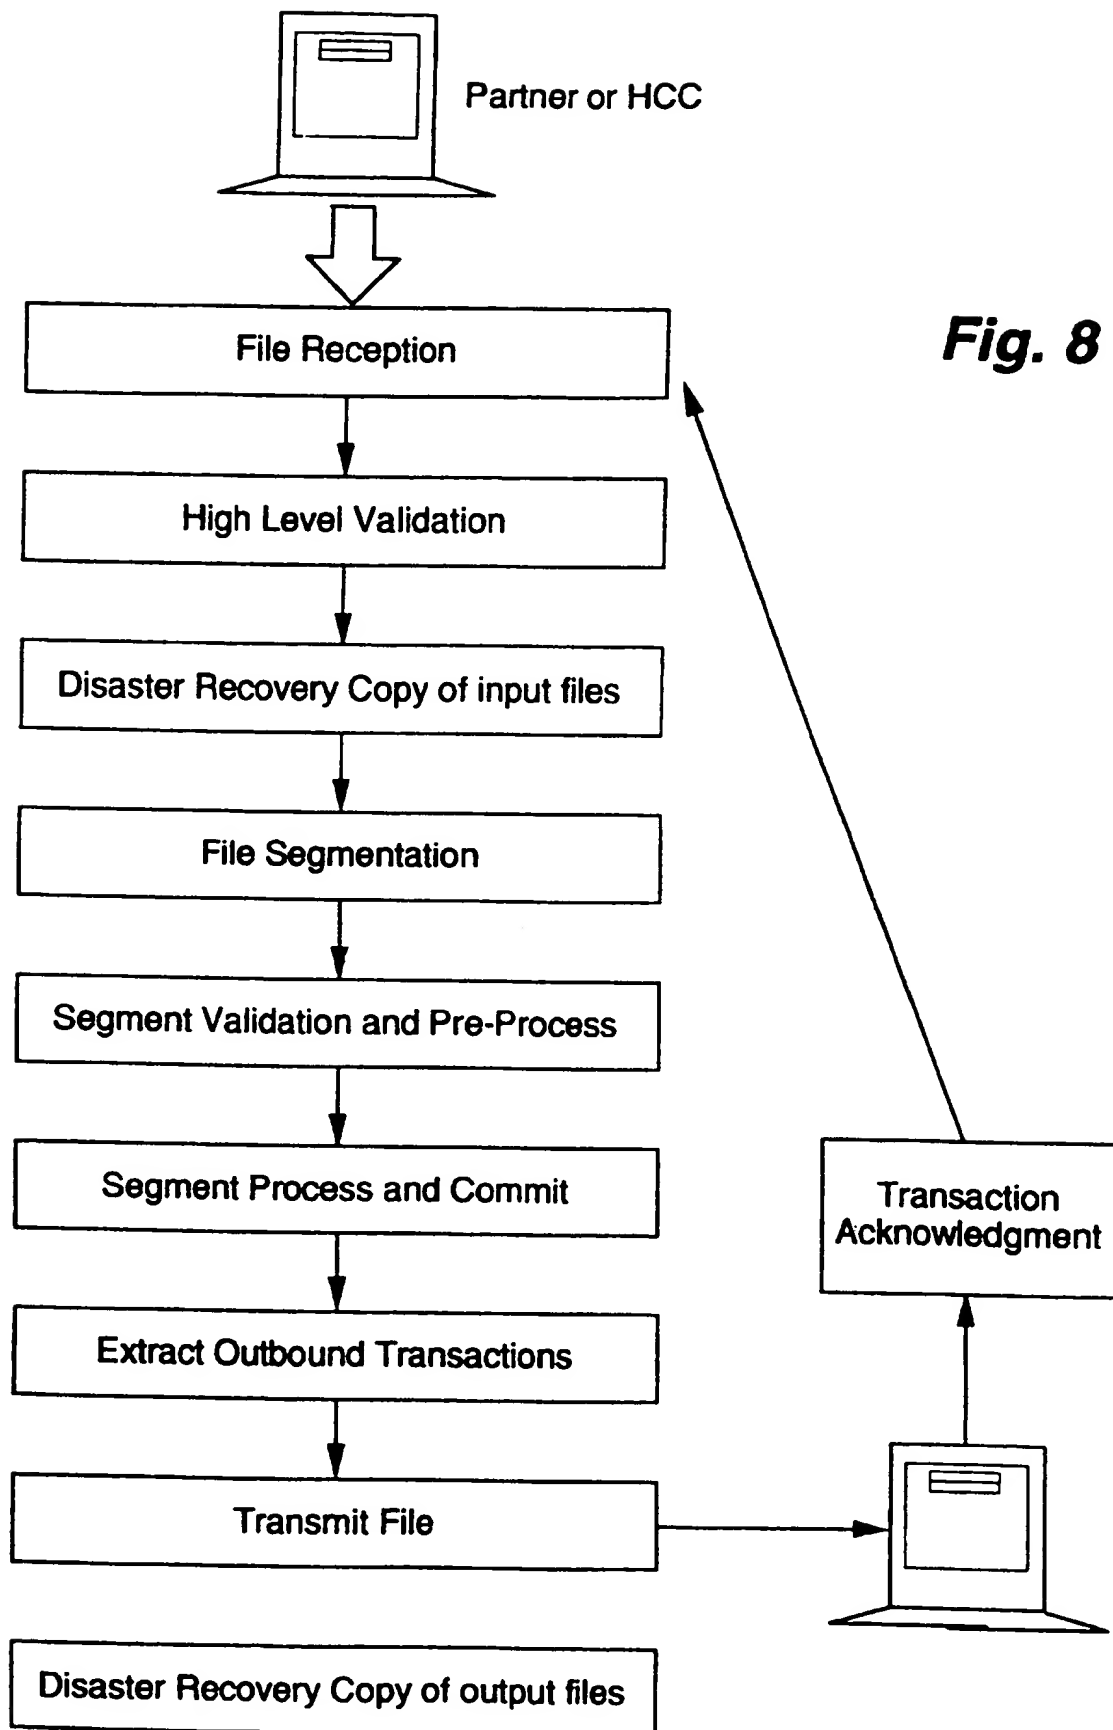 Partner or HCC
File Reception
Fig. 8
High Level Validation
Disaster Recovery Copy of input files
File Segmentation
Segment Validation and Pre-Process
Segment Process and Commit
Transaction
Acknowledgment
Extract Outbound Transactions
Transmit File
Disaster Recovery Copy of output files